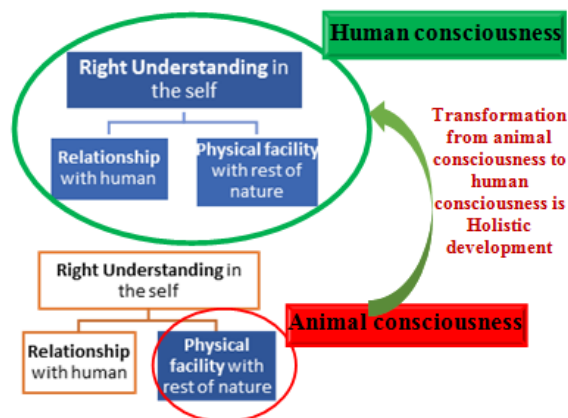 Human consciousness
Right Understanding in
the self
Relationship
with human
Physical facility
with rest of
nature
Transformation
from animal
consciousness to
human
consciousness is
Holistic
development
Right Understanding in
the self
Relationship
with human
Physical
facility with
rest of nature
Animal consciousness